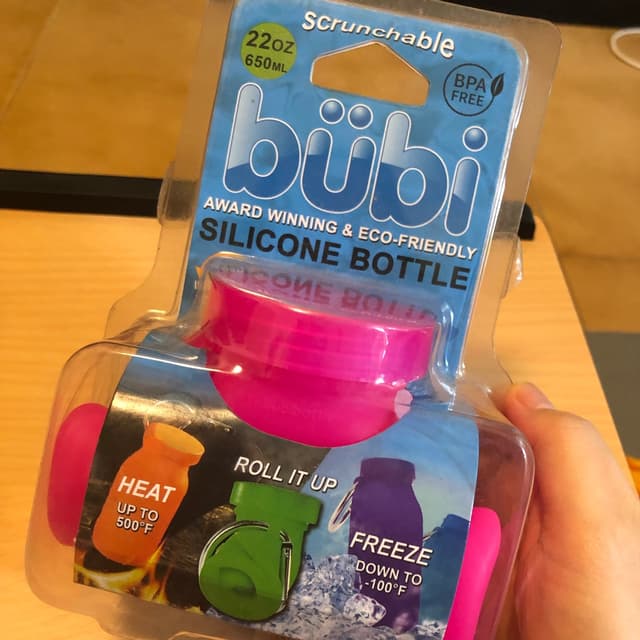 scrunchable
22OZ
650ML
BPA
FREE
bübi
AWARD WINNING & ECO-FRIENDLY
SILICONE BOTTLE
HEAT
UP TO
500°F
ROLL IT UP
FREEZE
DOWN TO
-100°F